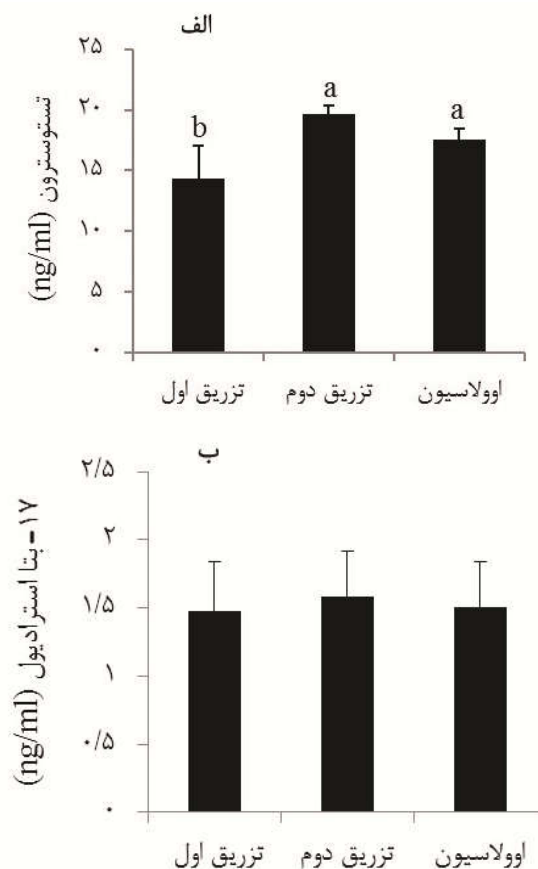 الف
تستوسترون (ng/ml)
۲۵
۲۰
۱۵
۱۰
۵
۰
b
a
a
تزریق اول
تزریق دوم
اوولاسیون
ب
۱۷-بتا استرادیول (ng/ml)
۲/۵
۲
۱/۵
۱
۰/۵
۰
تزریق اول
تزریق دوم
اوولاسیون